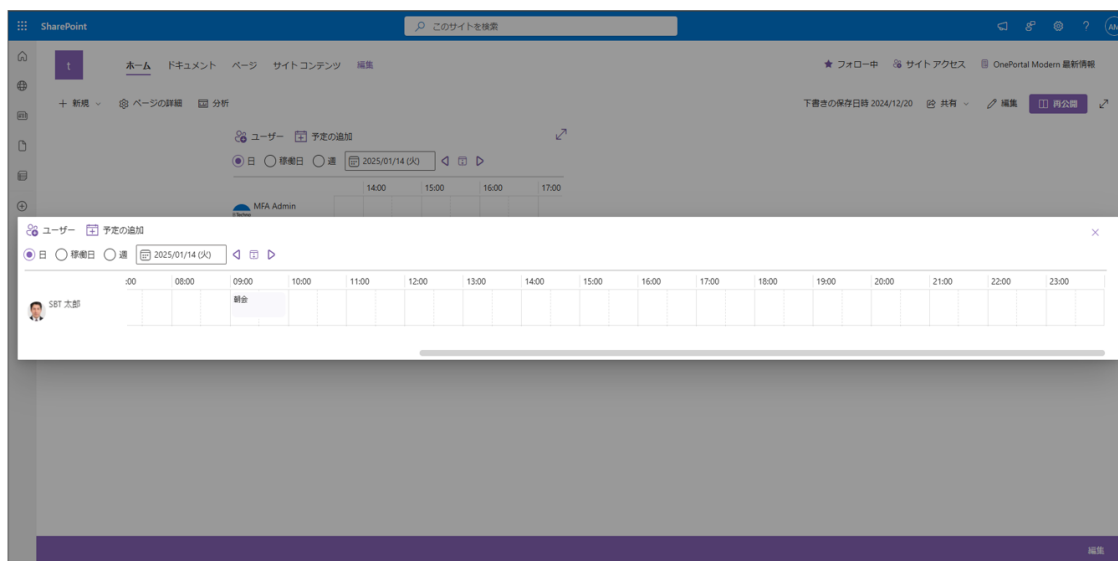 SharePoint
このサイトを検索
AM
t
ホーム ドキュメント ページ サイト コンテンツ 編集
フォロー中 サイト アクセス OnePortal Modern 最新情報
新規 ページの詳細 分析
下書きの保存日時 2024/12/20 共有 編集 再公開
ユーザー 予定の追加
日 稼働日 週 2025/01/14 (火)
14:00 15:00 16:00 17:00
MFA Admin
ユーザー 予定の追加
日 稼働日 週 2025/01/14 (火)
:00 08:00 09:00 10:00 11:00 12:00 13:00 14:00 15:00 16:00 17:00 18:00 19:00 20:00 21:00 22:00 23:00
朝会
SBT 太郎
編集